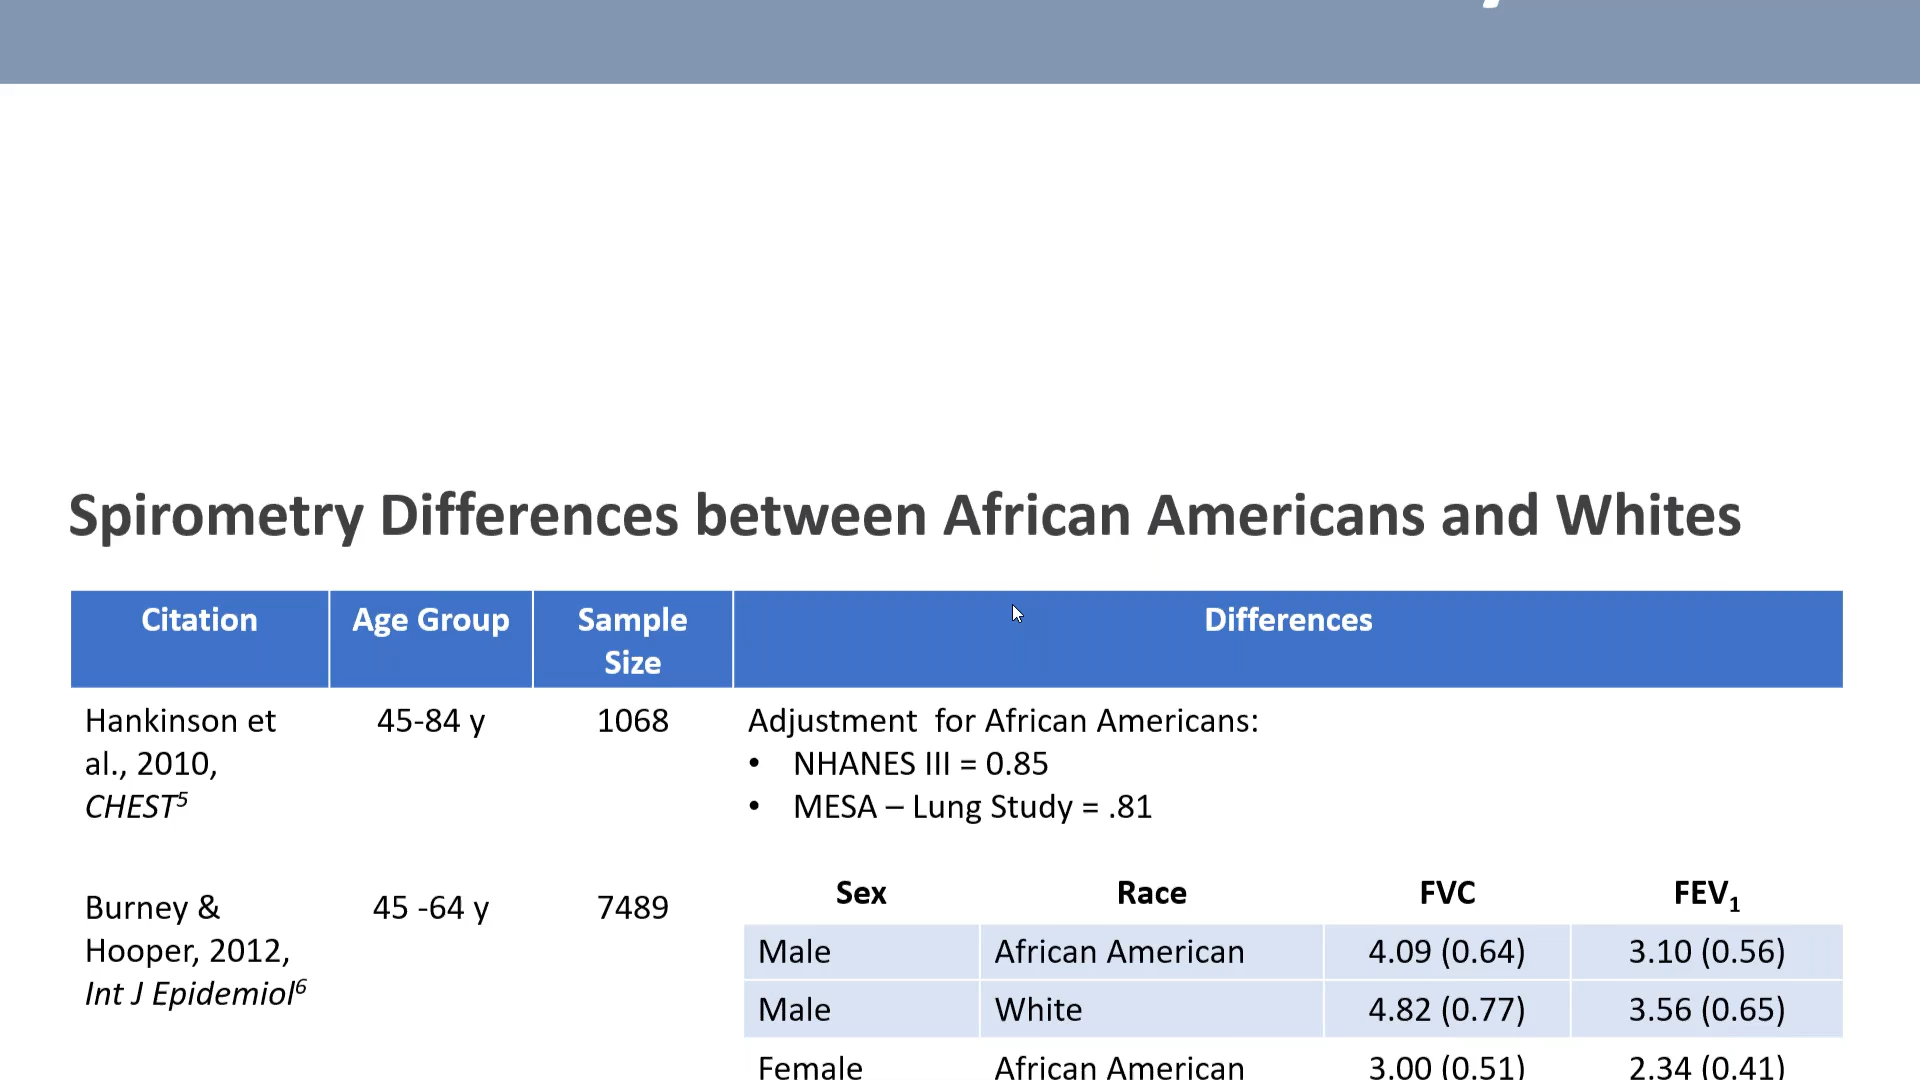 Spirometry Differences between African Americans and Whites
Citation Age Group Sample Size Differences
Hankinson et al., 2010, CHEST5 45-84 y 1068 Adjustment for African Americans:
• NHANES III = 0.85
• MESA – Lung Study = .81
Burney & Hooper, 2012, Int J Epidemiol6 45 -64 y 7489
Sex Race FVC FEV1
Male African American 4.09 (0.64) 3.10 (0.56)
Male White 4.82 (0.77) 3.56 (0.65)
Female African American 3.00 (0.51) 2.34 (0.41)